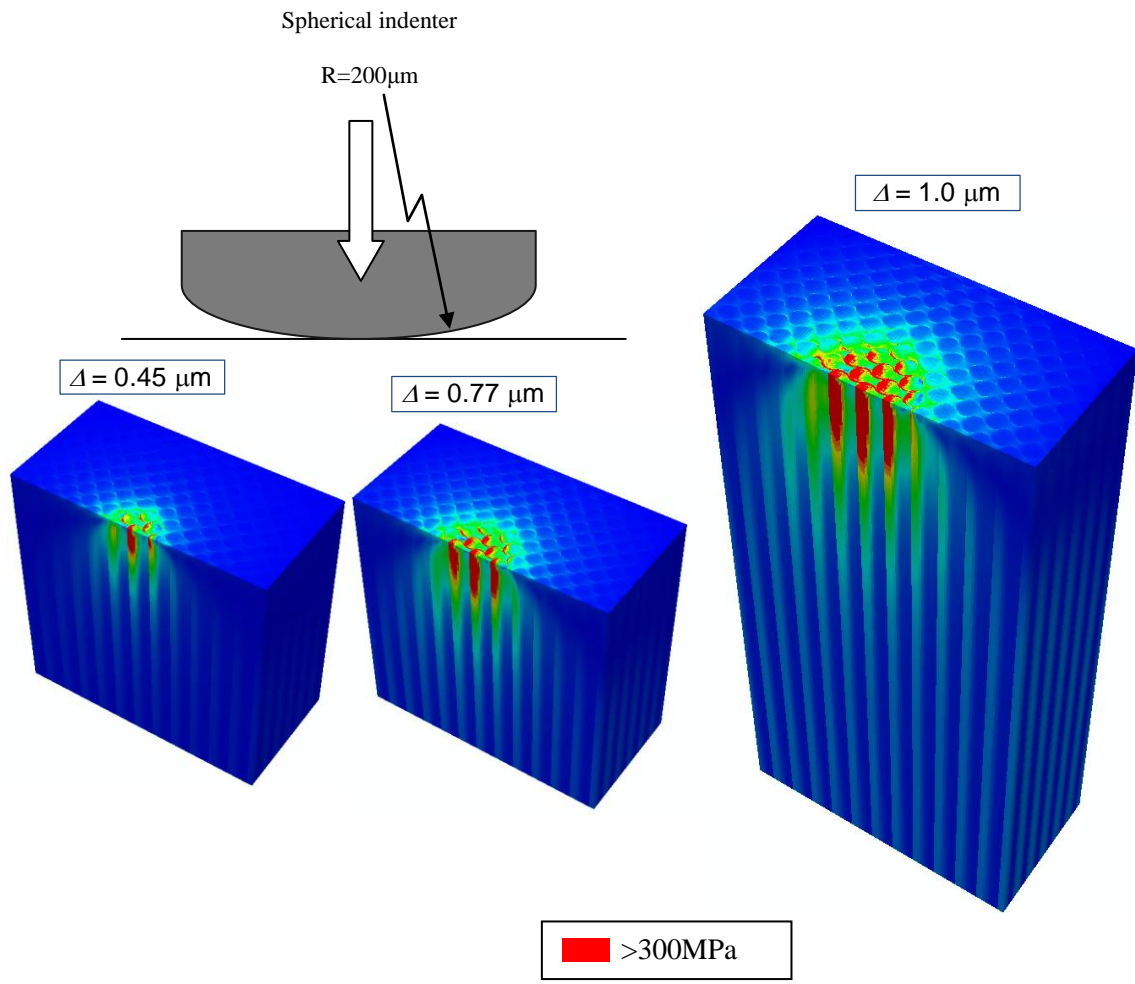 Spherical indenter
R=200μm
Δ = 1.0 μm
Δ = 0.45 μm
Δ = 0.77 μm
>300MPa